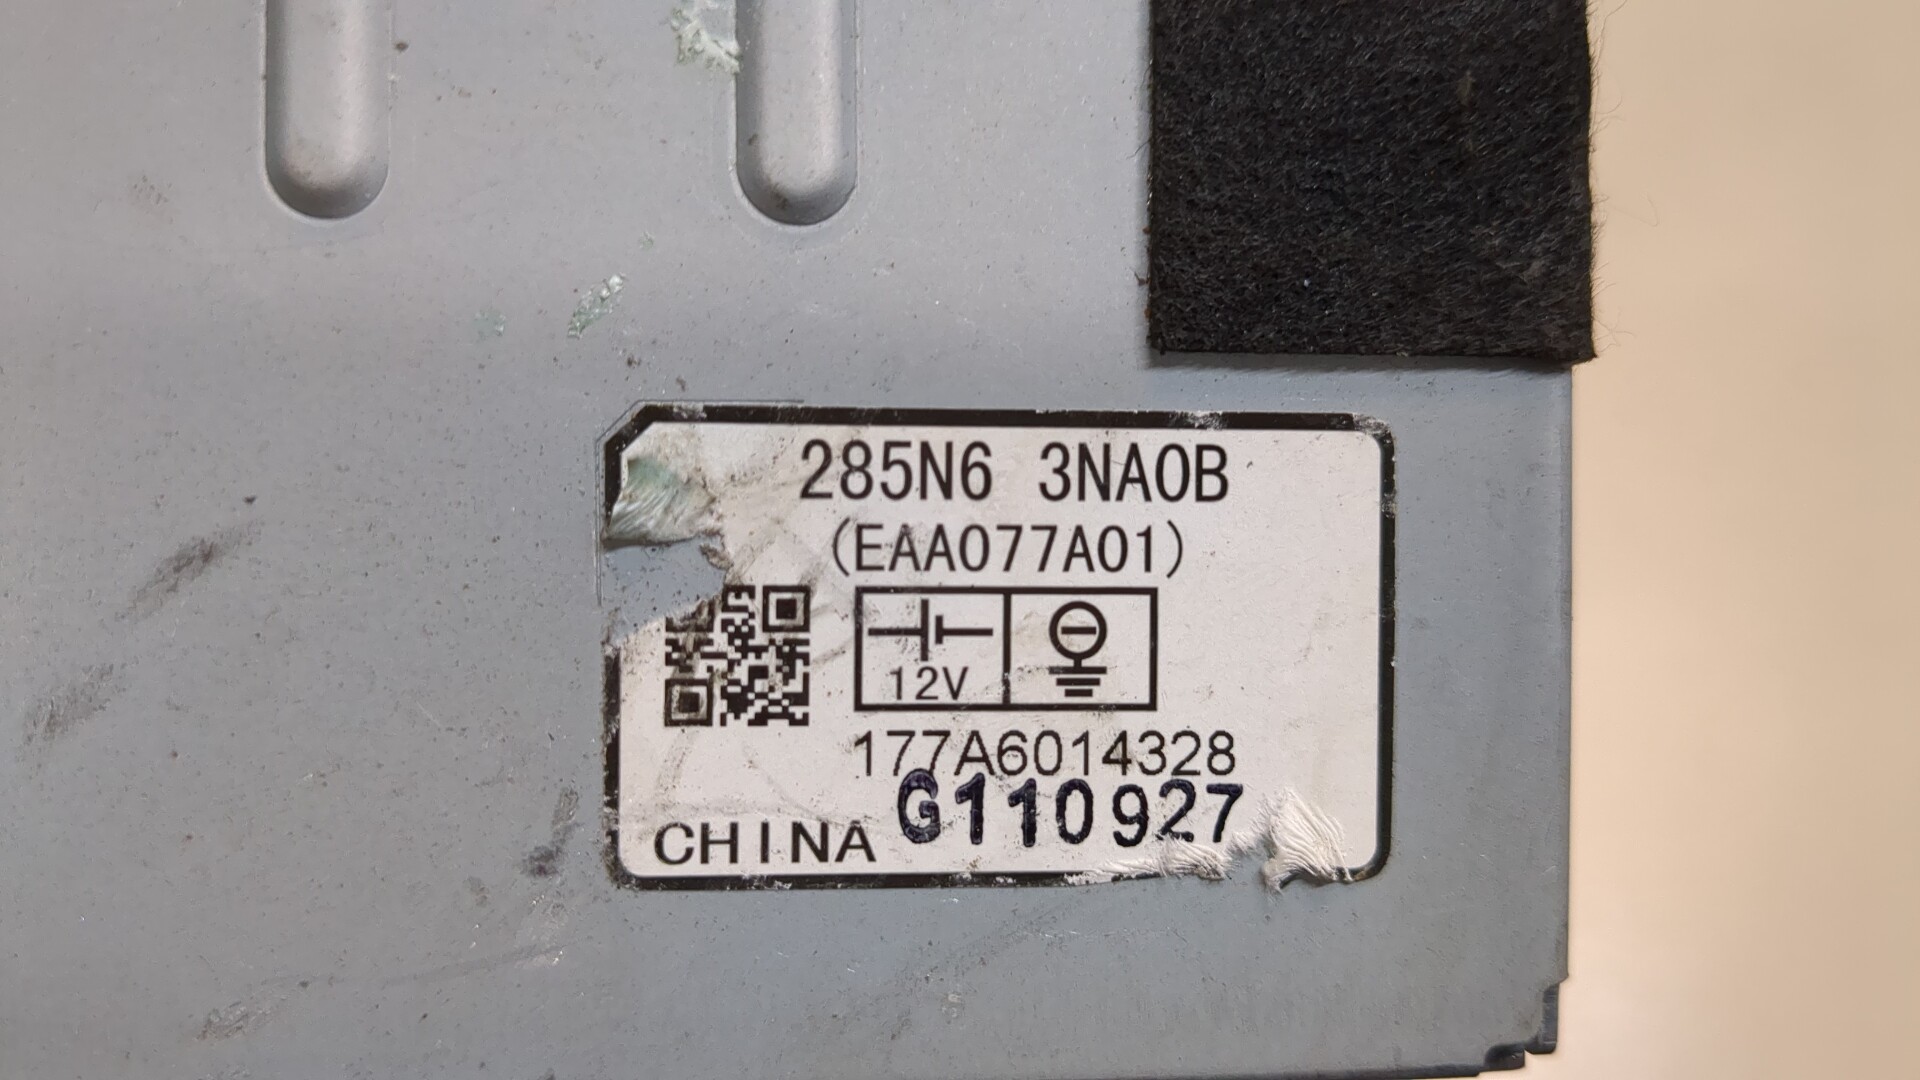 285N6 3NA0B
(EAA077A01)
12V
177A6014328
G110927
CHINA